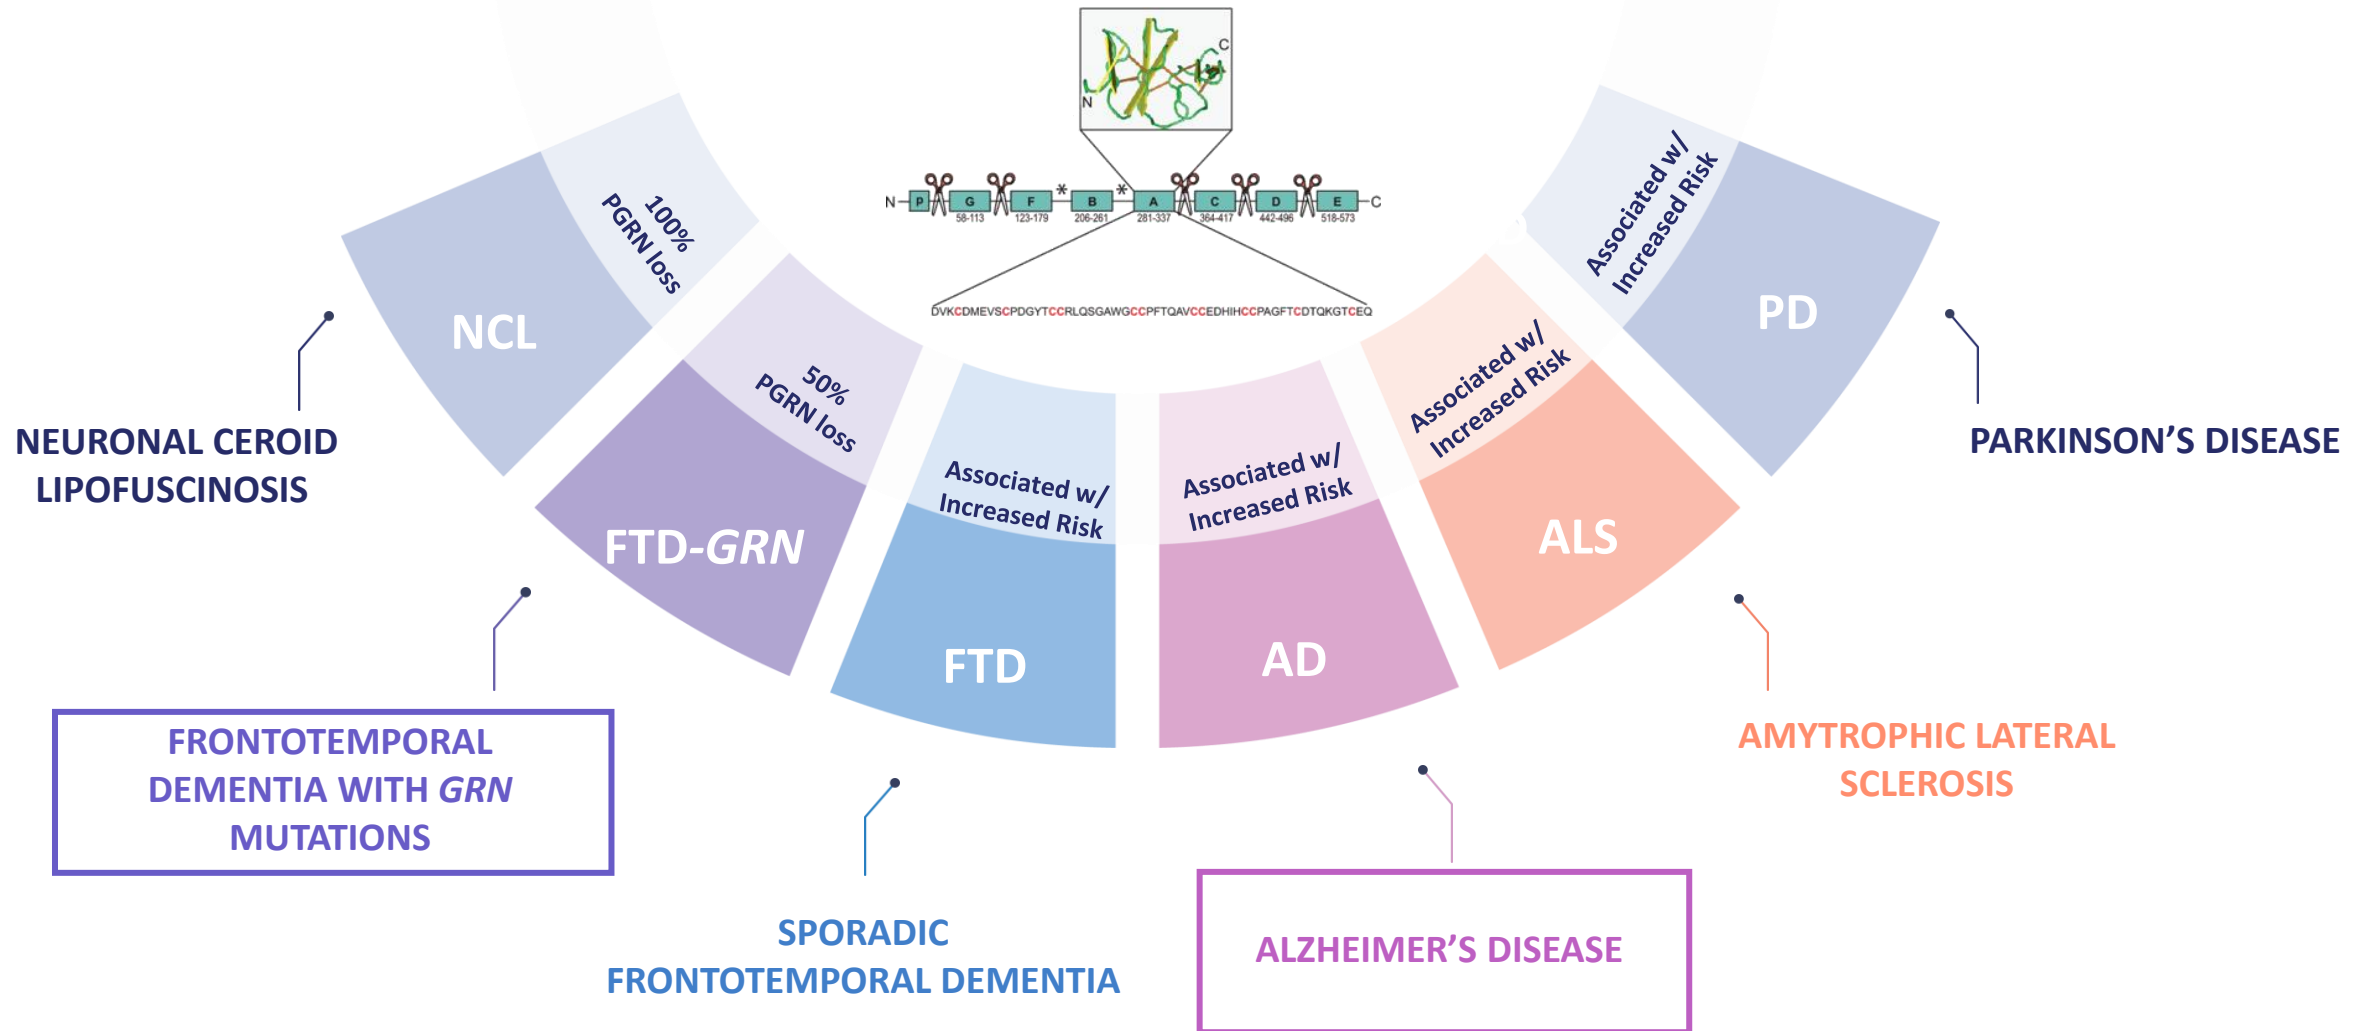 C
N
N
P
G
F
*
B
*
A
C
D
E
C
58-113
123-179
206-261
281-337
364-417
442-496
518-573
DVKCDMEVSCPDGYTCCRLQSGAWGCCPFTQAVCCEDHIHCCPAGFTCDTQKGTCEQ
100%
PGRN loss
NCL
NEURONAL CEROID
LIPOFUSCINOSIS
50%
PGRN loss
FTD-GRN
FRONTOTEMPORAL
DEMENTIA WITH GRN
MUTATIONS
Associated w/
Increased Risk
FTD
SPORADIC
FRONTOTEMPORAL DEMENTIA
Associated w/
Increased Risk
AD
ALZHEIMER’S DISEASE
Associated w/
Increased Risk
ALS
AMYTROPHIC LATERAL
SCLEROSIS
Associated w/
Increased Risk
PD
PARKINSON’S DISEASE